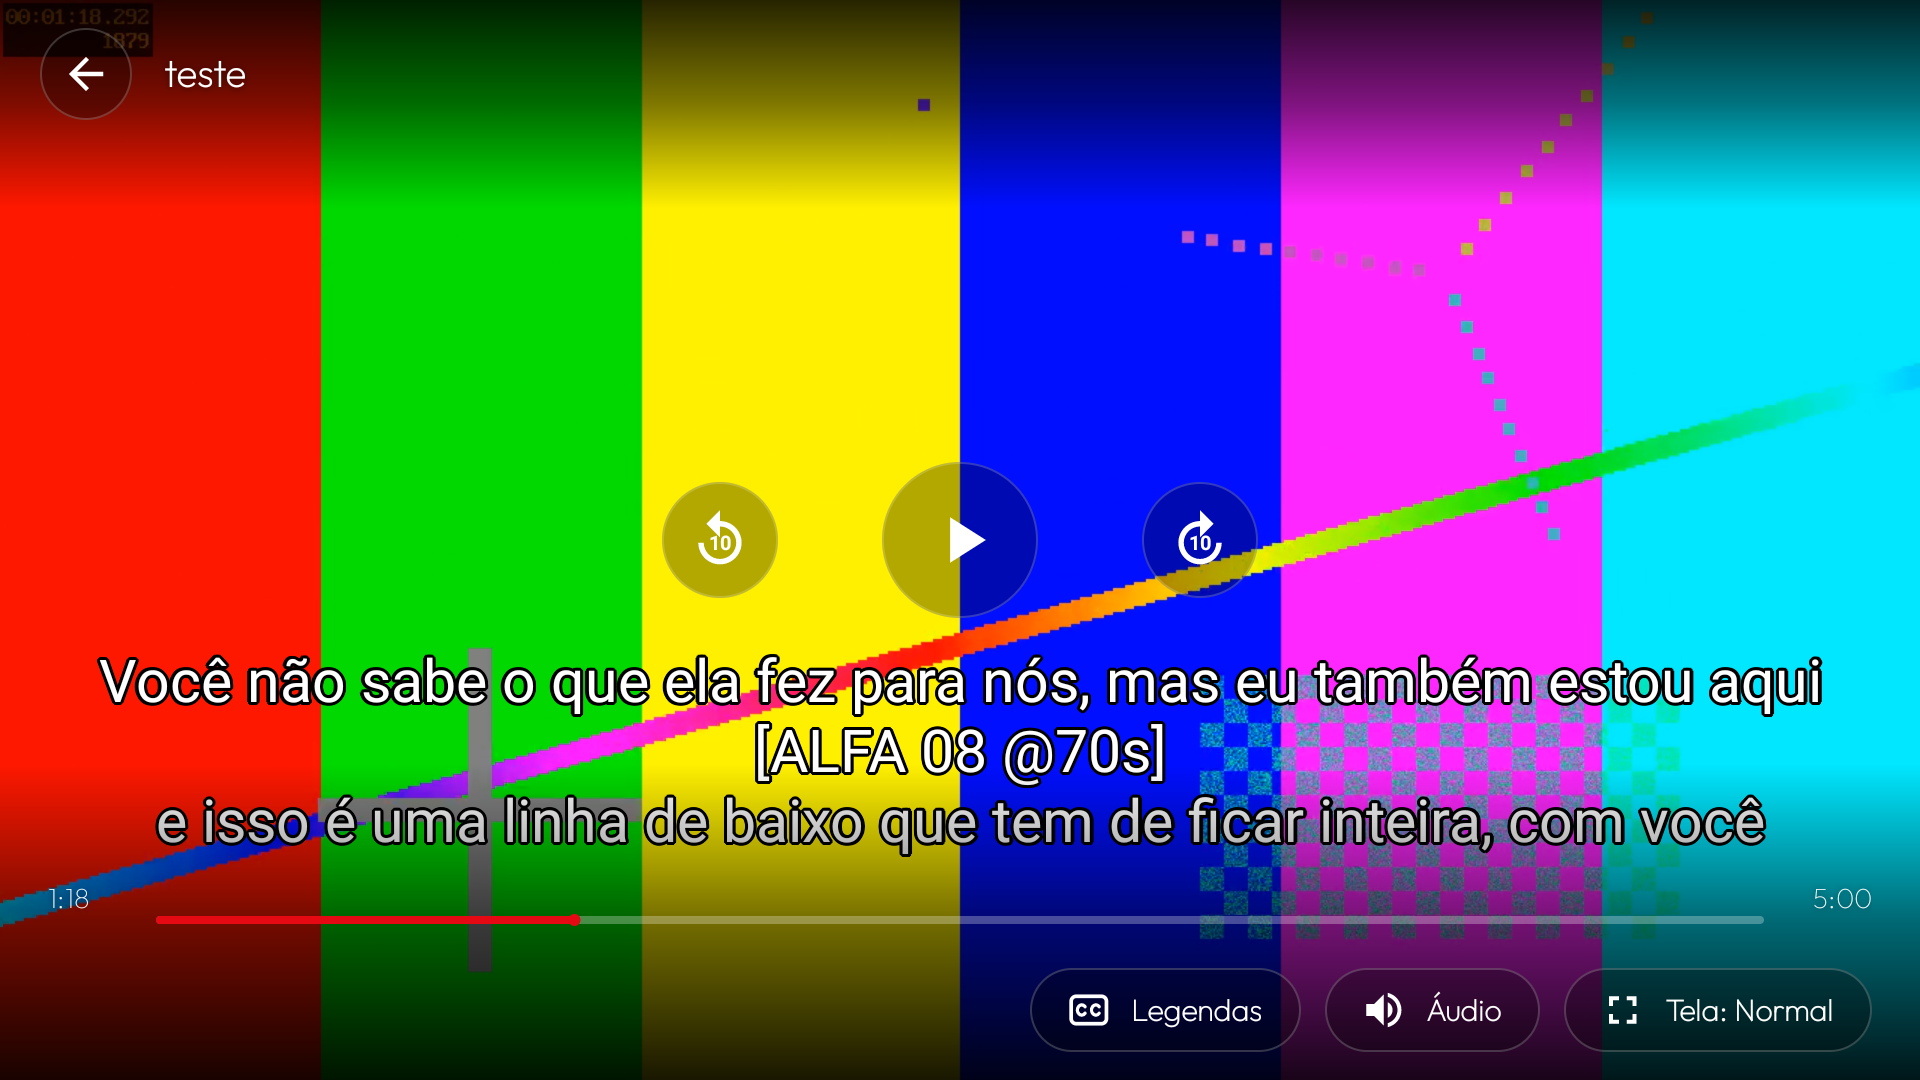 00:01:18.292
1879
teste
10
10
Você não sabe o que ela fez para nós, mas eu também estou aqui
[ALFA 08 @70s]
e isso é uma linha de baixo que tem de ficar inteira, com você
1:18
5:00
CC Legendas
Áudio
Tela: Normal